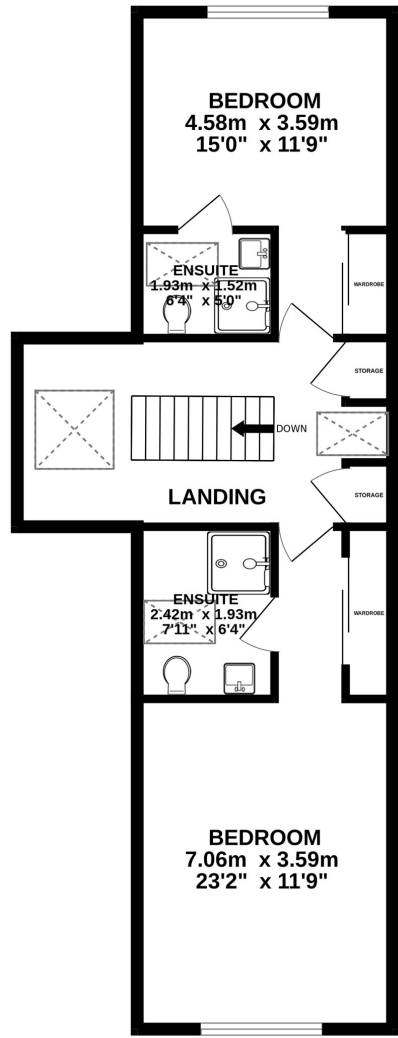 BEDROOM
4.58m x 3.59m
15'0" x 11'9"
ENSUITE
1.93m x 1.52m
6'4" x 5'0"
WARDROBE
STORAGE
DOWN
LANDING
STORAGE
ENSUITE
2.42m x 1.93m
7'11" x 6'4"
WARDROBE
BEDROOM
7.06m x 3.59m
23'2" x 11'9"